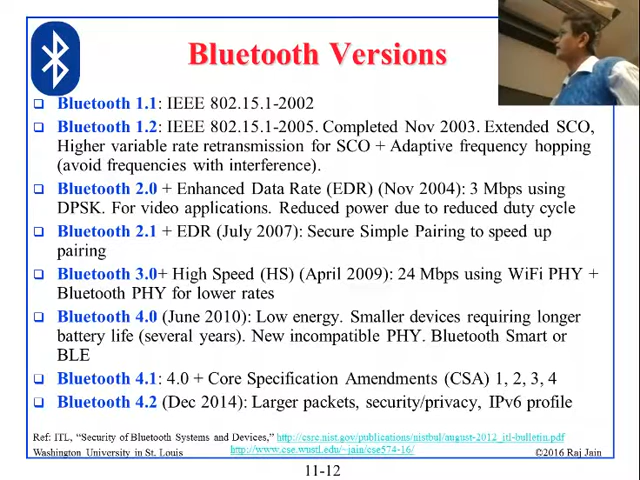 Bluetooth Versions
Bluetooth 1.1: IEEE 802.15.1-2002
Bluetooth 1.2: IEEE 802.15.1-2005. Completed Nov 2003. Extended SCO,
Higher variable rate retransmission for SCO + Adaptive frequency hopping
(avoid frequencies with interference).
Bluetooth 2.0 + Enhanced Data Rate (EDR) (Nov 2004): 3 Mbps using
DPSK. For video applications. Reduced power due to reduced duty cycle
Bluetooth 2.1 + EDR (July 2007): Secure Simple Pairing to speed up
pairing
Bluetooth 3.0+ High Speed (HS) (April 2009): 24 Mbps using WiFi PHY +
Bluetooth PHY for lower rates
Bluetooth 4.0 (June 2010): Low energy. Smaller devices requiring longer
battery life (several years). New incompatible PHY. Bluetooth Smart or
BLE
Bluetooth 4.1: 4.0 + Core Specification Amendments (CSA) 1, 2, 3, 4
Bluetooth 4.2 (Dec 2014): Larger packets, security/privacy, IPv6 profile
Ref: ITL, “Security of Bluetooth Systems and Devices,” http://csrc.nist.gov/publications/nistbul/august-2012_itl-bulletin.pdf
Washington University in St. Louis http://www.cse.wustl.edu/~jain/cse574-16/ ©2016 Raj Jain
11-12